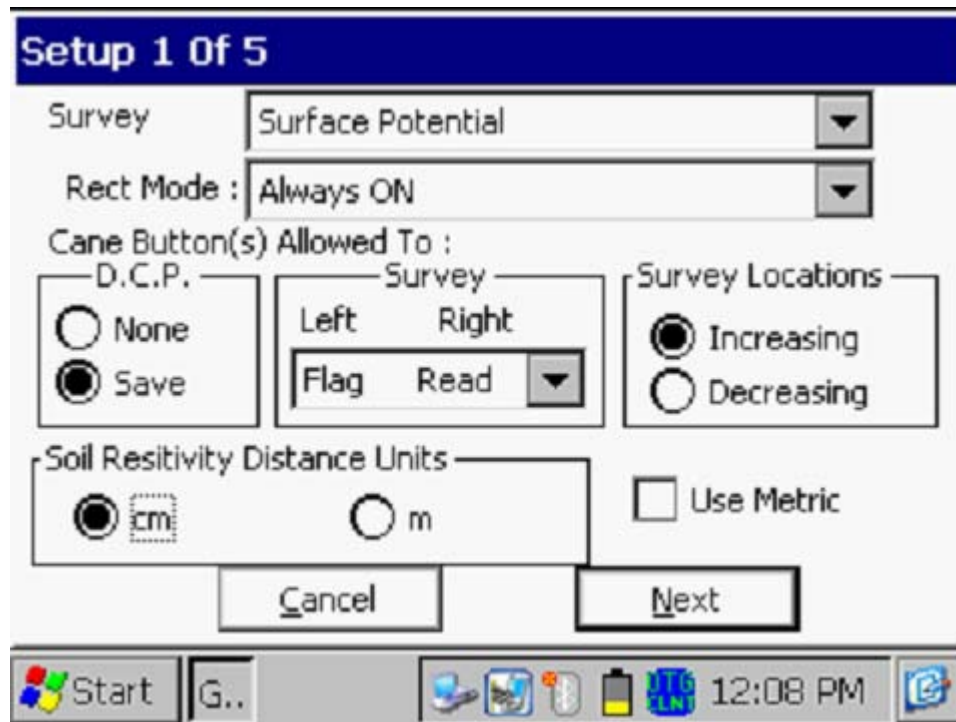 Setup 1 Of 5
Survey Surface Potential
Rect Mode : Always ON
Cane Button(s) Allowed To :
D.C.P.
None
Save
Survey
Left Right
Flag Read
Survey Locations
Increasing
Decreasing
Soil Resitivity Distance Units
cm m
Use Metric
Cancel Next
Start G.. DTG CLNT 12:08 PM